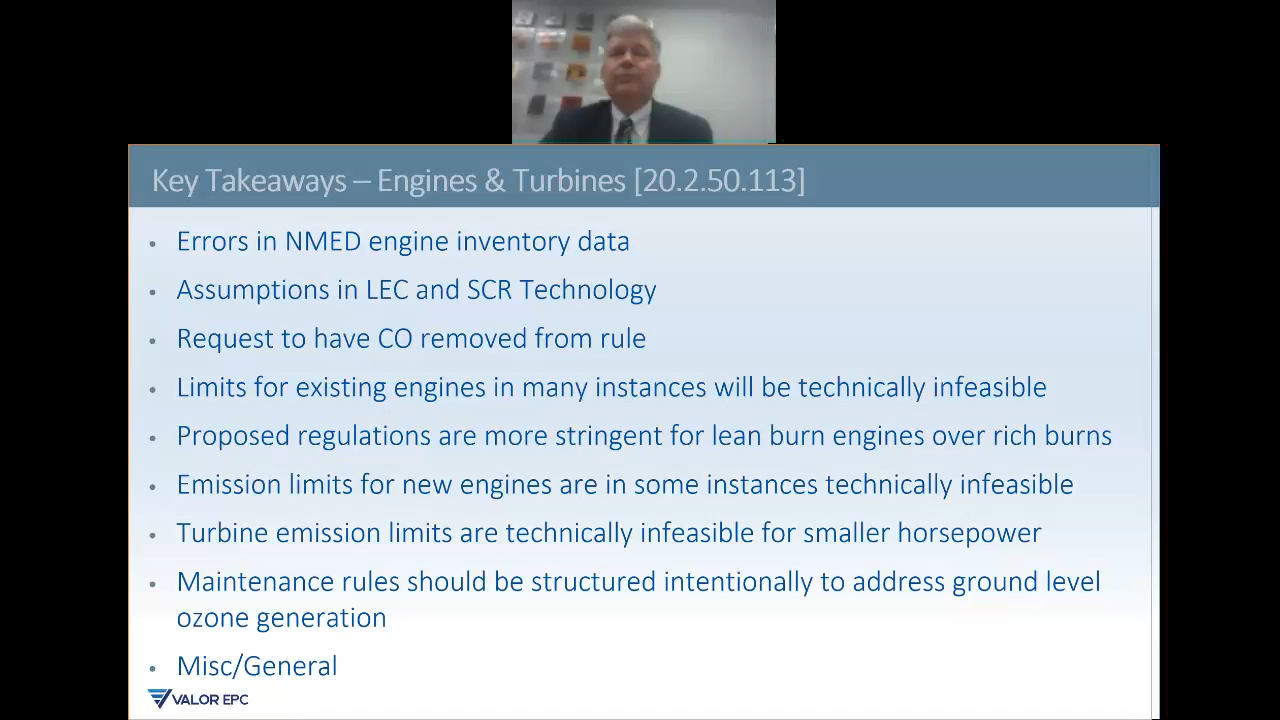 Key Takeaways – Engines & Turbines [20.2.50.113]
• Errors in NMED engine inventory data
• Assumptions in LEC and SCR Technology
• Request to have CO removed from rule
• Limits for existing engines in many instances will be technically infeasible
• Proposed regulations are more stringent for lean burn engines over rich burns
• Emission limits for new engines are in some instances technically infeasible
• Turbine emission limits are technically infeasible for smaller horsepower
• Maintenance rules should be structured intentionally to address ground level
ozone generation
• Misc/General
VALOR EPC